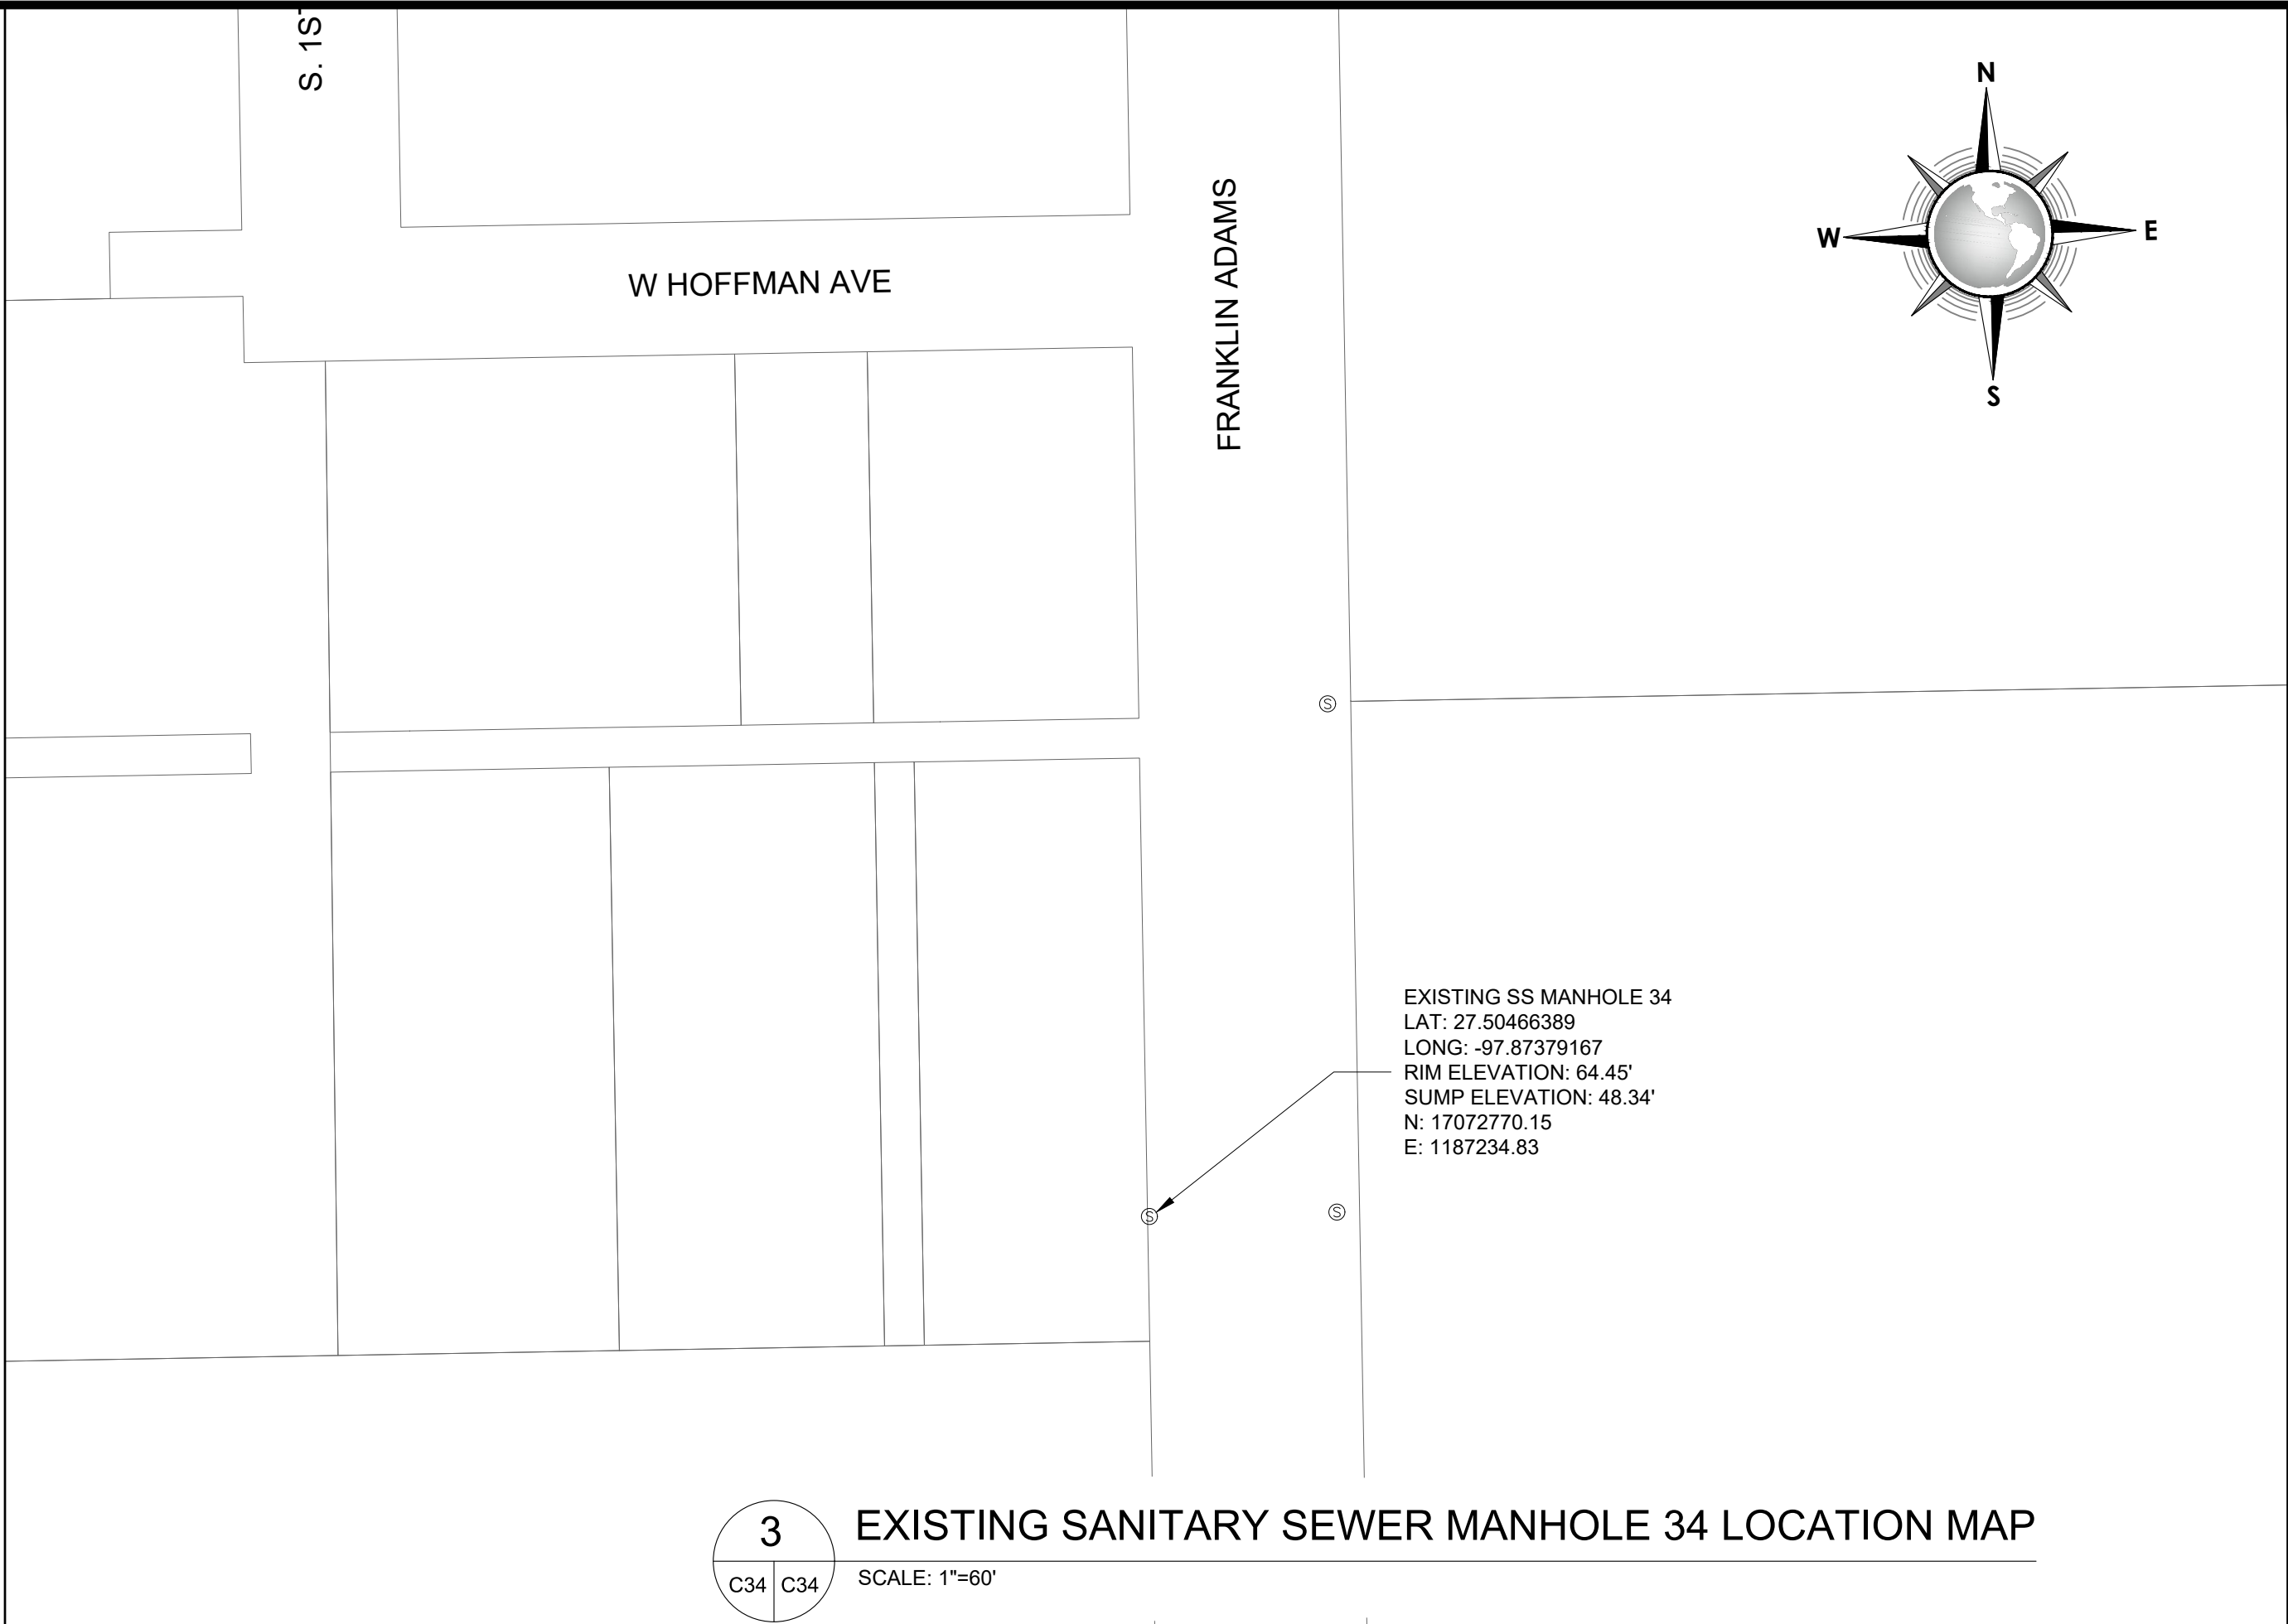 S. 1S
N
W
E
S
W HOFFMAN AVE
FRANKLIN ADAMS
S
EXISTING SS MANHOLE 34
LAT: 27.50466389
LONG: -97.87379167
RIM ELEVATION: 64.45'
SUMP ELEVATION: 48.34'
N: 17072770.15
E: 1187234.83
S
S
3
C34
C34
EXISTING SANITARY SEWER MANHOLE 34 LOCATION MAP
SCALE: 1"=60'